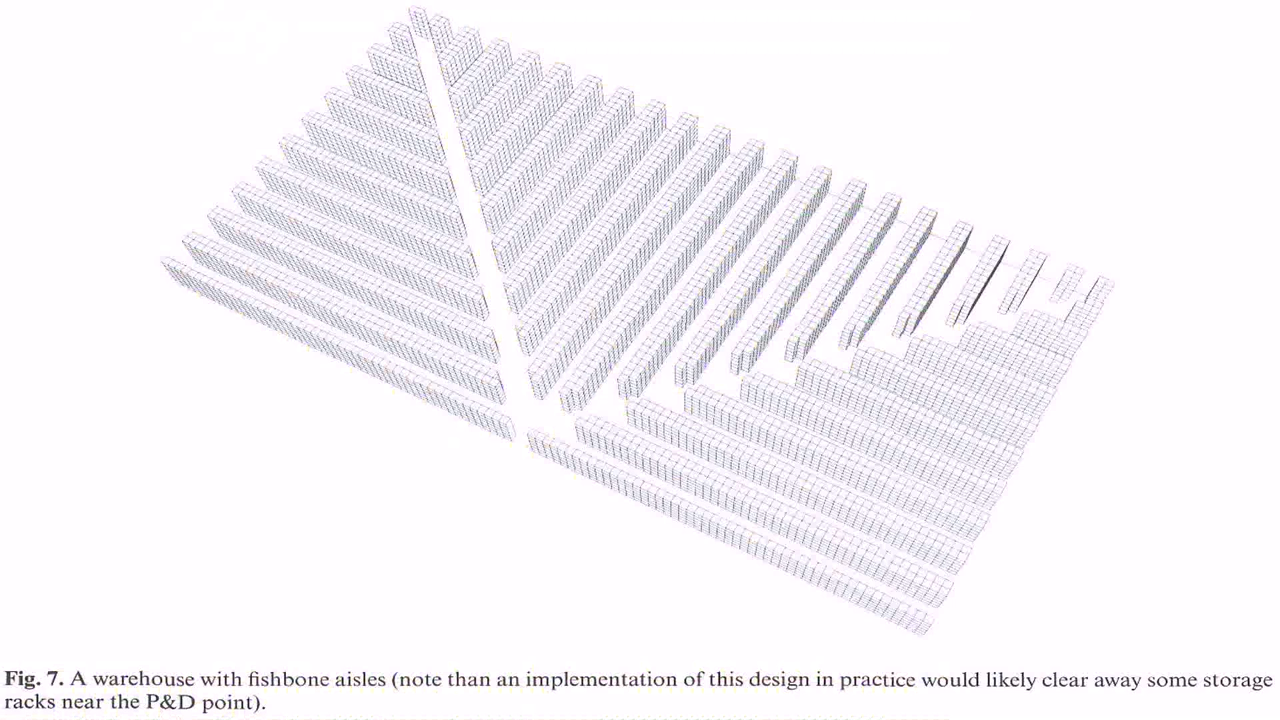 Fig. 7. A warehouse with fishbone aisles (note than an implementation of this design in practice would likely clear away some storage
racks near the P&D point).